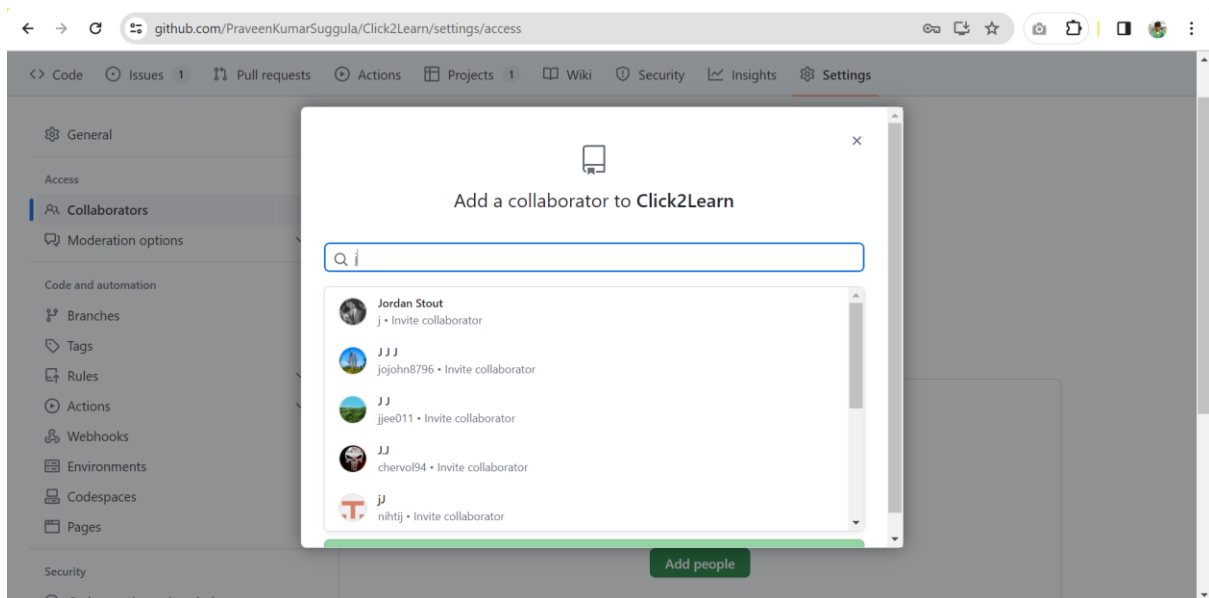 github.com/PraveenKumarSuggula/Click2Learn/settings/access
Code Issues 1 Pull requests Actions Projects 1 Wiki Security Insights Settings
General
Access
Collaborators
Moderation options
Code and automation
Branches
Tags
Rules
Actions
Webhooks
Environments
Codespaces
Pages
Security
Add a collaborator to Click2Learn
j
Jordan Stout
j • Invite collaborator
J J J
jojohn8796 • Invite collaborator
J J
jjee011 • Invite collaborator
J.J
chervol94 • Invite collaborator
jJ
nihtij • Invite collaborator
Add people